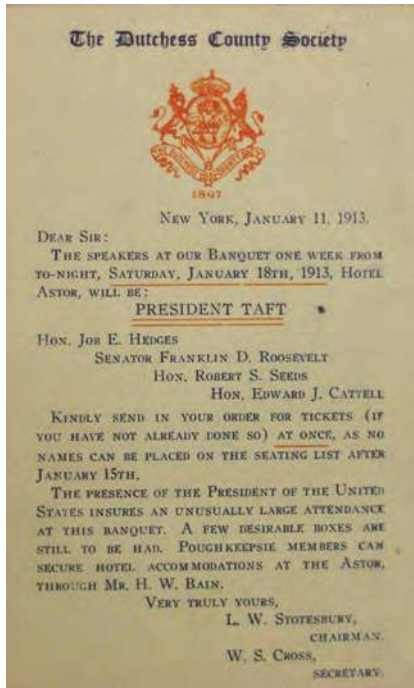 The Dutchess County Society
1897
NEW YORK, JANUARY 11, 1913.
DEAR SIR:
THE SPEAKERS AT OUR BANQUET ONE WEEK FROM
TO-NIGHT, SATURDAY, JANUARY 18TH, 1913, HOTEL
ASTOR, WILL BE:
PRESIDENT TAFT
HON. JOB E. HEDGES
SENATOR FRANKLIN D. ROOSEVELT
HON. ROBERT S. SEEDS
HON. EDWARD J. CATTELL
KINDLY SEND IN YOUR ORDER FOR TICKETS (IF
YOU HAVE NOT ALREADY DONE SO) AT ONCE, AS NO
NAMES CAN BE PLACED ON THE SEATING LIST AFTER
JANUARY 15TH.
THE PRESENCE OF THE PRESIDENT OF THE UNITED
STATES INSURES AN UNUSUALLY LARGE ATTENDANCE
AT THIS BANQUET. A FEW DESIRABLE BOXES ARE
STILL TO BE HAD. POUGHKEEPSIE MEMBERS CAN
SECURE HOTEL ACCOMMODATIONS AT THE ASTOR,
THROUGH MR. H. W. BAIN.
VERY TRULY YOURS,
L. W. STOTESBURY,
CHAIRMAN.
W. S. CROSS,
SECRETARY.